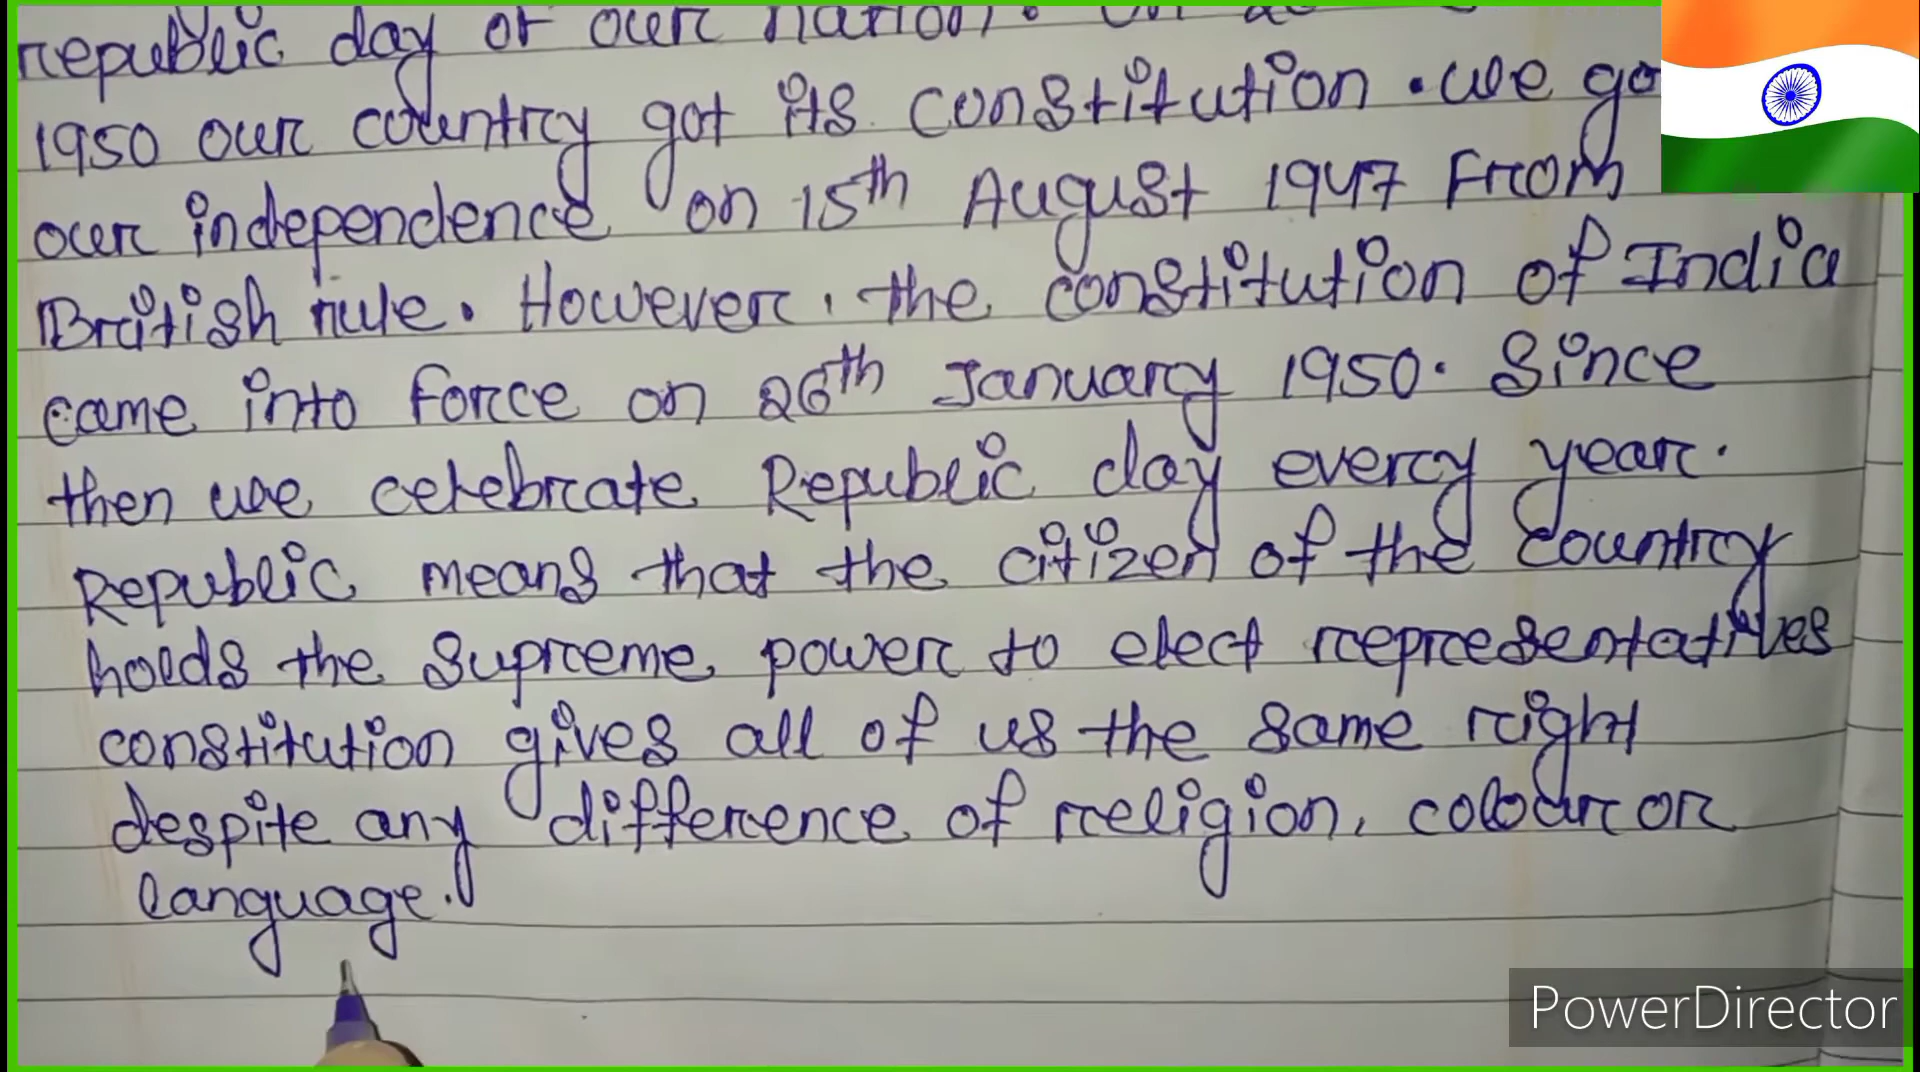 republic day of our nation. On
1950 our country got its constitution. we go
our independence on 15th August 1947 From
British rule. However, the constitution of India
came into force on 26th January 1950. Since
then we celebrate Republic day every year.
Republic means that the citizen of the country
holds the supreme power to elect representatives
constitution gives all of us the same right
despite any difference of religion, colour or
language.
PowerDirector